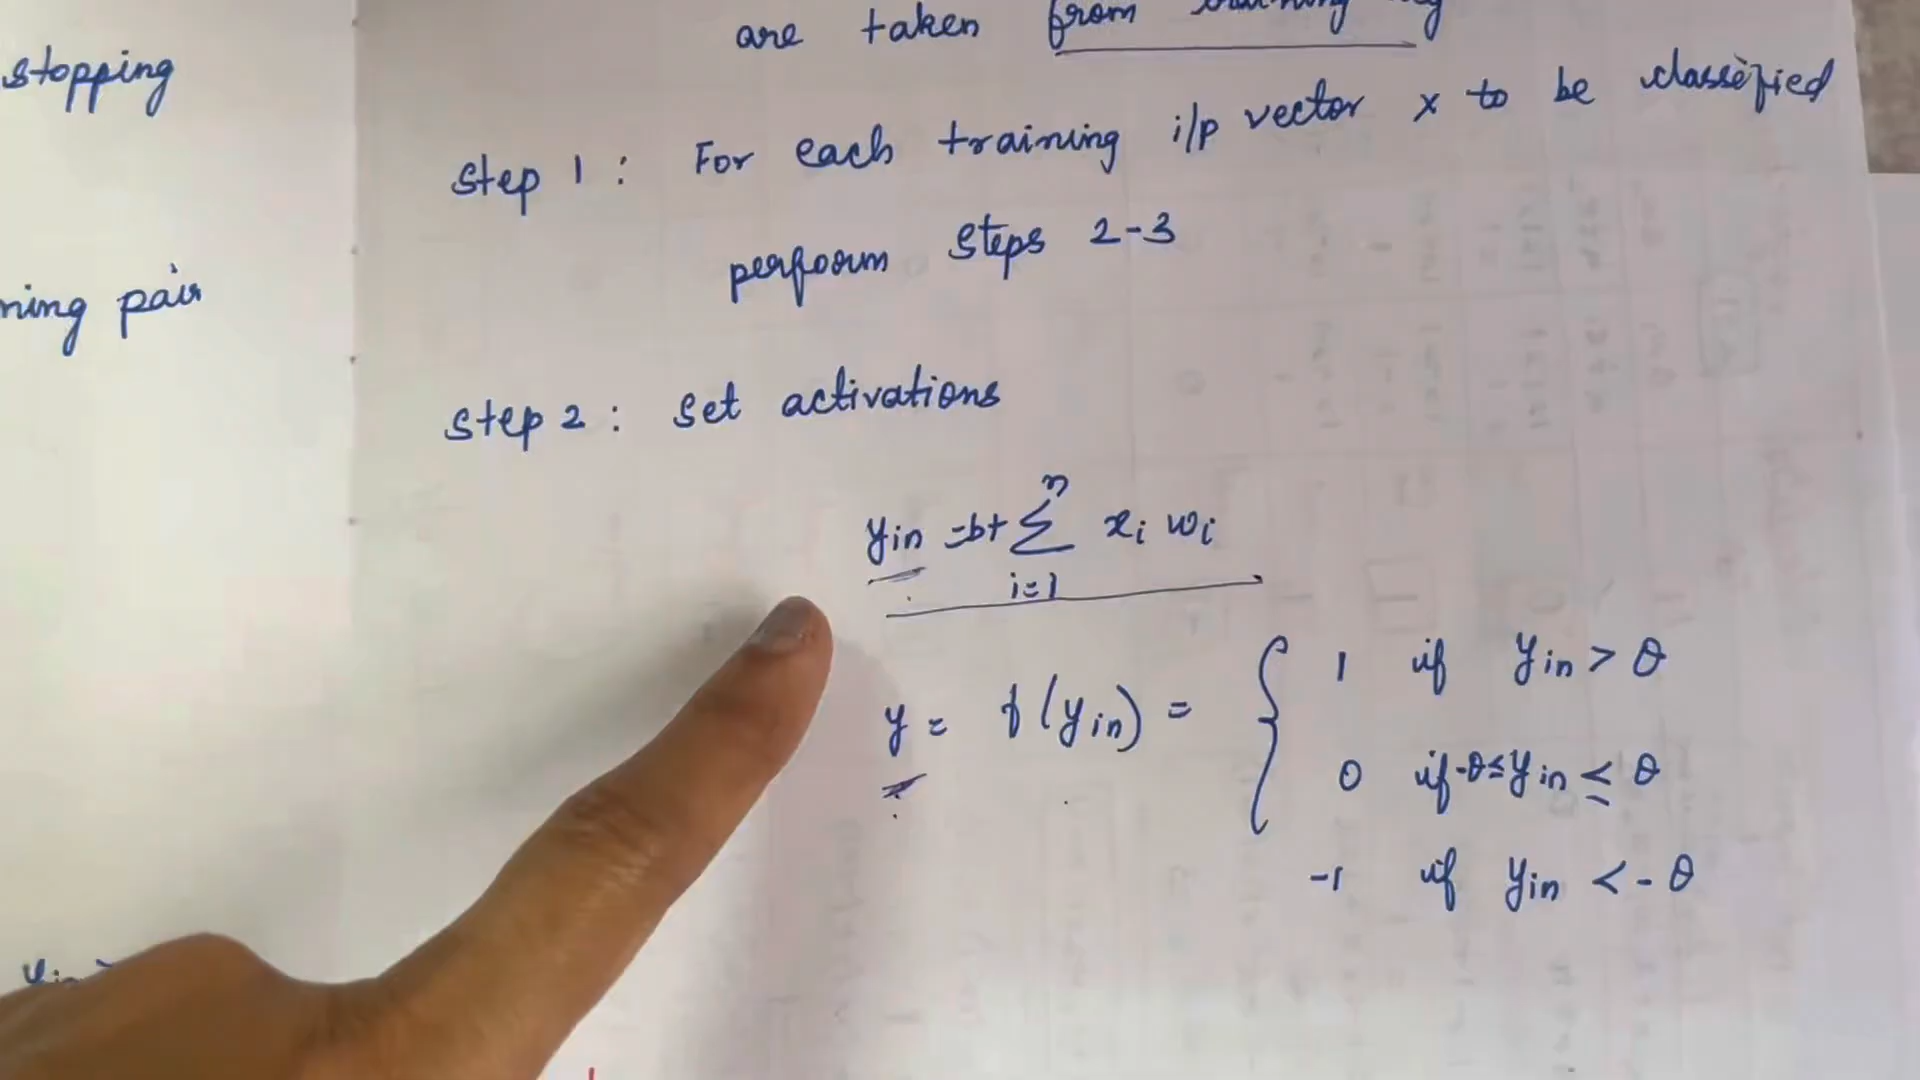 stopping
ning pair
are taken from training
Step 1 : For each training i/p vector x to be classified
perform steps 2-3
Step 2 : Set activations
yin = b + Σ xi wi
n
i=1
y = f(yin) = { 1 if yin > θ
0 if -θ ≤ yin ≤ θ
-1 if yin < -θ